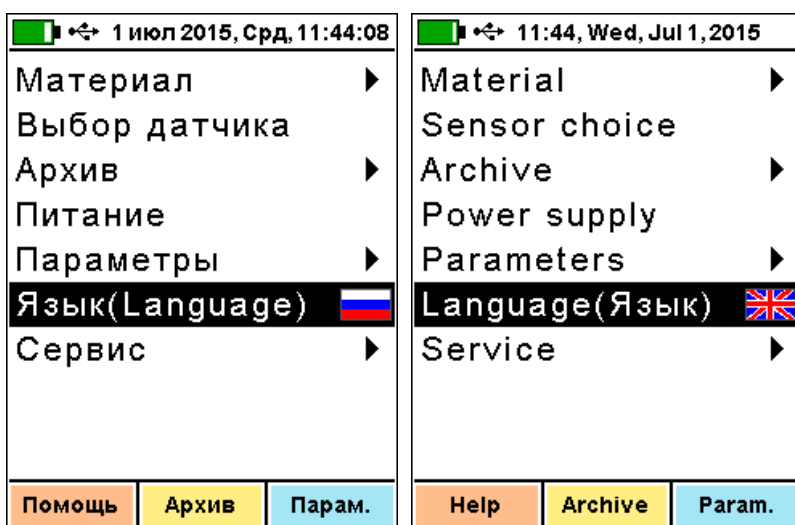 1 июл 2015, Срд, 11:44:08
Материал
Выбор датчика
Архив
Питание
Параметры
Язык(Language)
Сервис
Помощь Архив Парам.
11:44, Wed, Jul 1, 2015
Material
Sensor choice
Archive
Power supply
Parameters
Language(Язык)
Service
Help Archive Param.